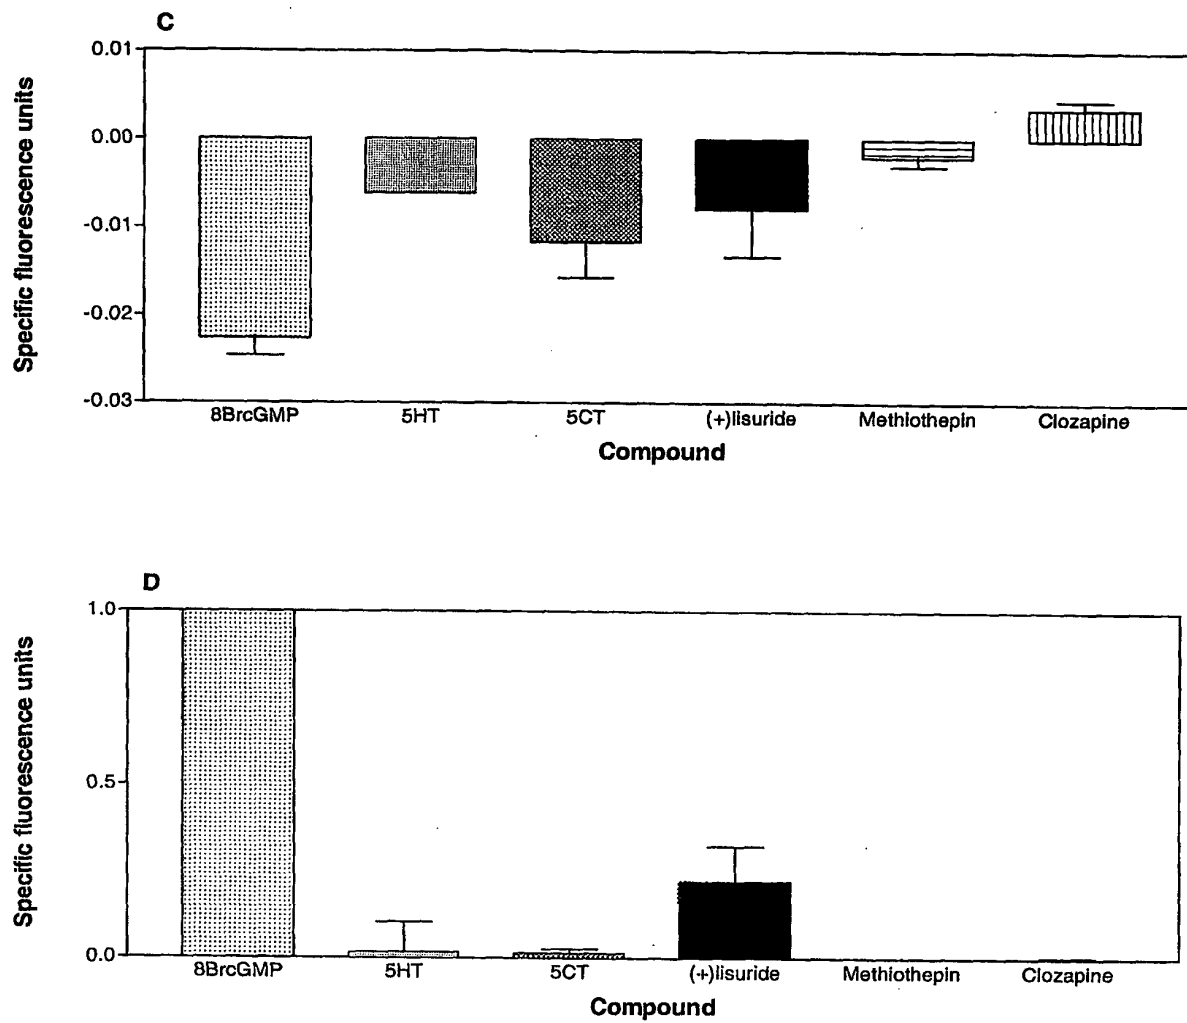 C
Specific fluorescence units
0.01
0.00
-0.01
-0.02
-0.03
8BrcGMP 5HT 5CT (+)lisuride Methiothepin Clozapine
Compound
D
Specific fluorescence units
1.0
0.5
0.0
8BrcGMP 5HT 5CT (+)lisuride Methiothepin Clozapine
Compound